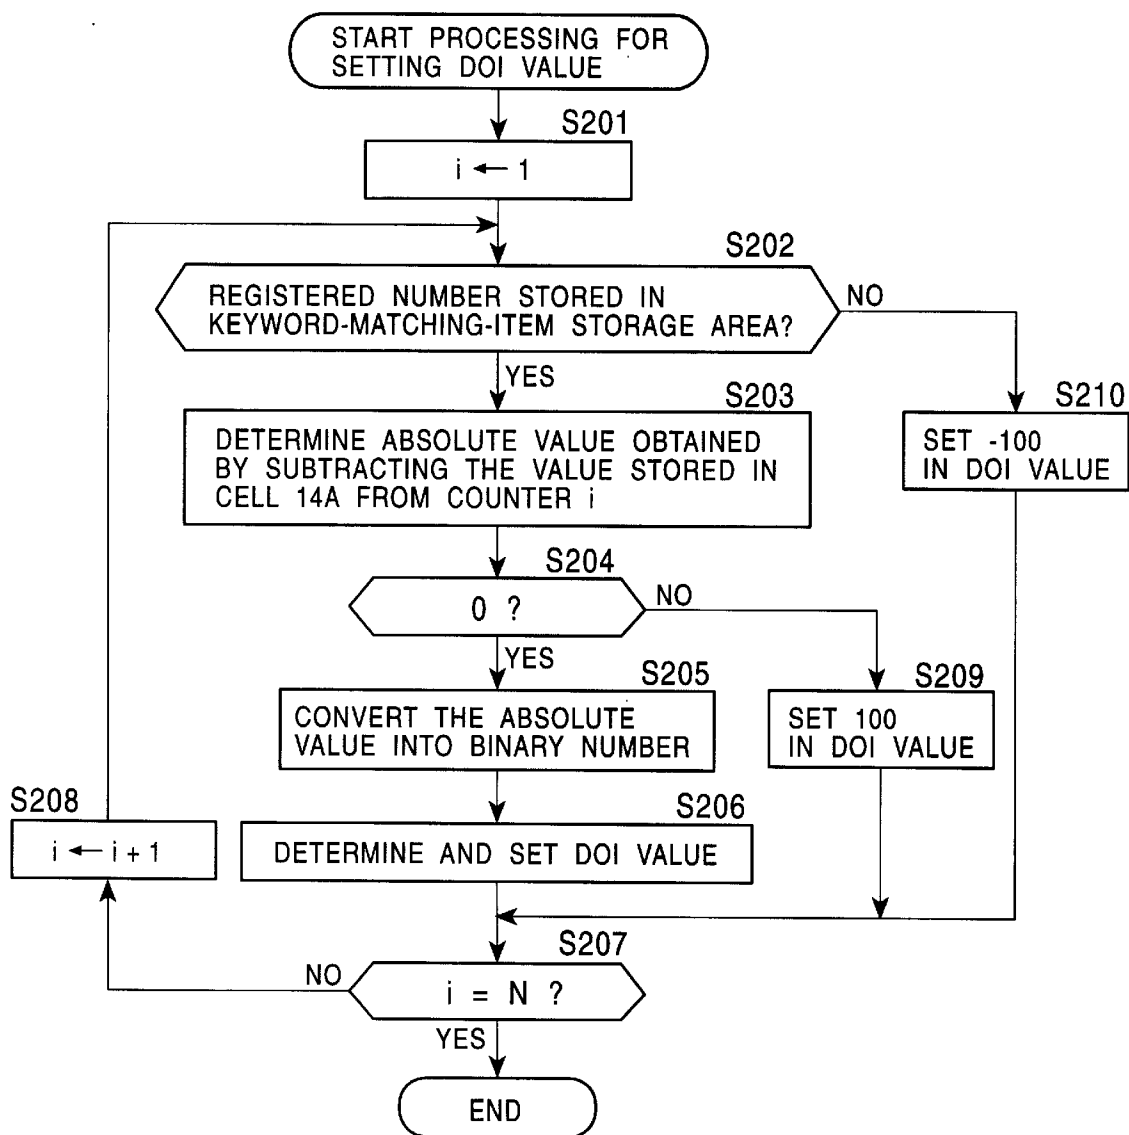 START PROCESSING FOR
SETTING DOI VALUE
S201
i ← 1
S202
REGISTERED NUMBER STORED IN
KEYWORD-MATCHING-ITEM STORAGE AREA?
NO
YES
S203
DETERMINE ABSOLUTE VALUE OBTAINED
BY SUBTRACTING THE VALUE STORED IN
CELL 14A FROM COUNTER i
S210
SET -100
IN DOI VALUE
S204
0 ?
NO
YES
S205
CONVERT THE ABSOLUTE
VALUE INTO BINARY NUMBER
S209
SET 100
IN DOI VALUE
S206
DETERMINE AND SET DOI VALUE
S208
i ← i + 1
S207
i = N ?
NO
YES
END